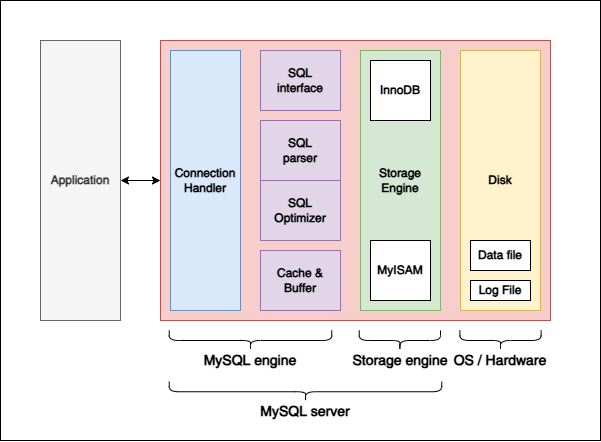 Application
Connection
Handler
SQL
interface
SQL
parser
SQL
Optimizer
Cache &
Buffer
InnoDB
Storage
Engine
MyISAM
Disk
Data file
Log File
MySQL engine
Storage engine
OS / Hardware
MySQL server